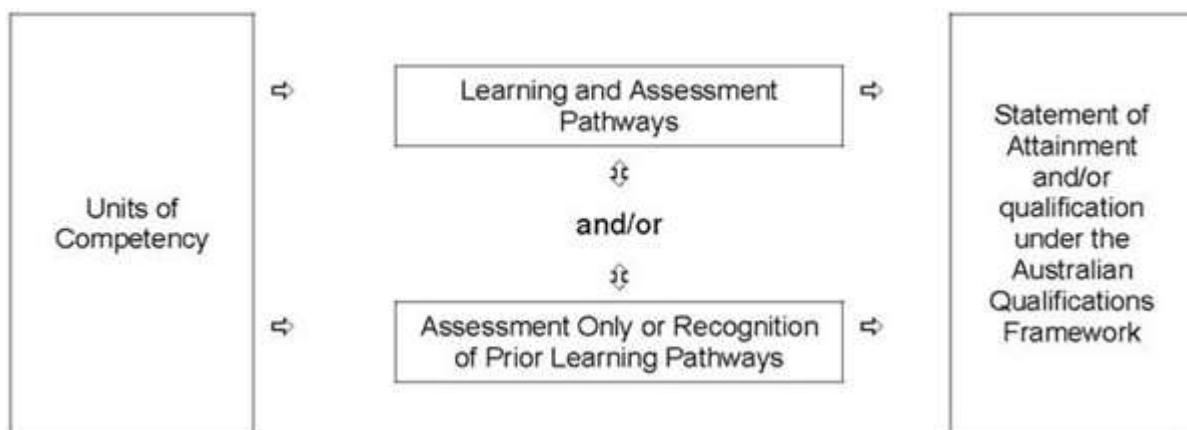 Units of
Competency
Learning and Assessment
Pathways
and/or
Assessment Only or Recognition
of Prior Learning Pathways
Statement of
Attainment
and/or
qualification
under the
Australian
Qualifications
Framework